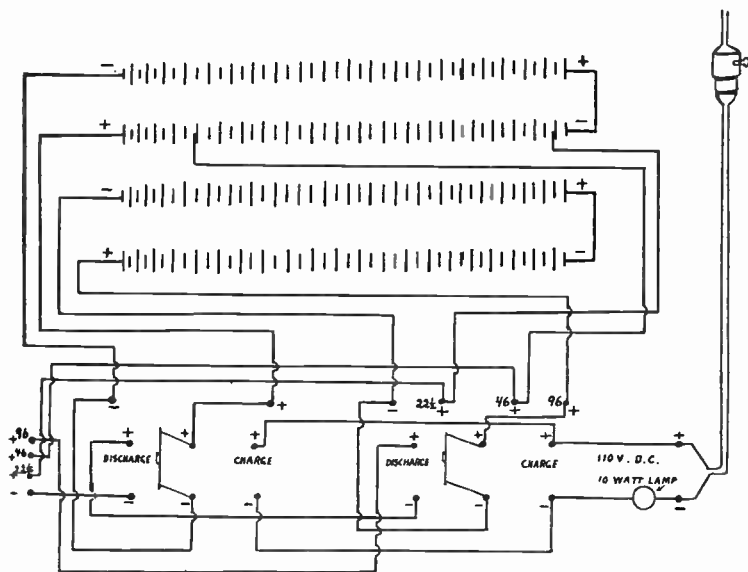 - +
+ -
- +
+ -
- + - 22½ + 46 + 96 +
+ 96
+ 46
+ 22½
-
+ DISCHARGE + + CHARGE + DISCHARGE + CHARGE + 110 V. D.C. +
10 WATT LAMP
- - - - - - -